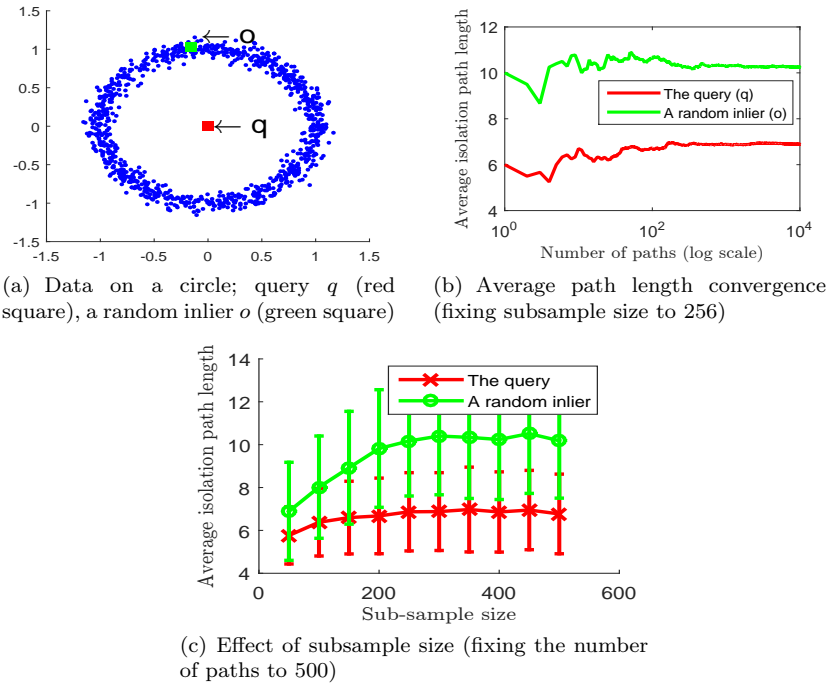 1.5
1
0.5
0
-0.5
-1
-1.5
-1.5 -1 -0.5 0 0.5 1 1.5
← o
← q
(a) Data on a circle; query q (red
square), a random inlier o (green square)
Average isolation path length
12
10
8
6
4
10^0 10^2 10^4
Number of paths (log scale)
The query (q)
A random inlier (o)
(b) Average path length convergence
(fixing subsample size to 256)
Average isolation path length
14
12
10
8
6
4
0 200 400 600
Sub-sample size
The query
A random inlier
(c) Effect of subsample size (fixing the number
of paths to 500)